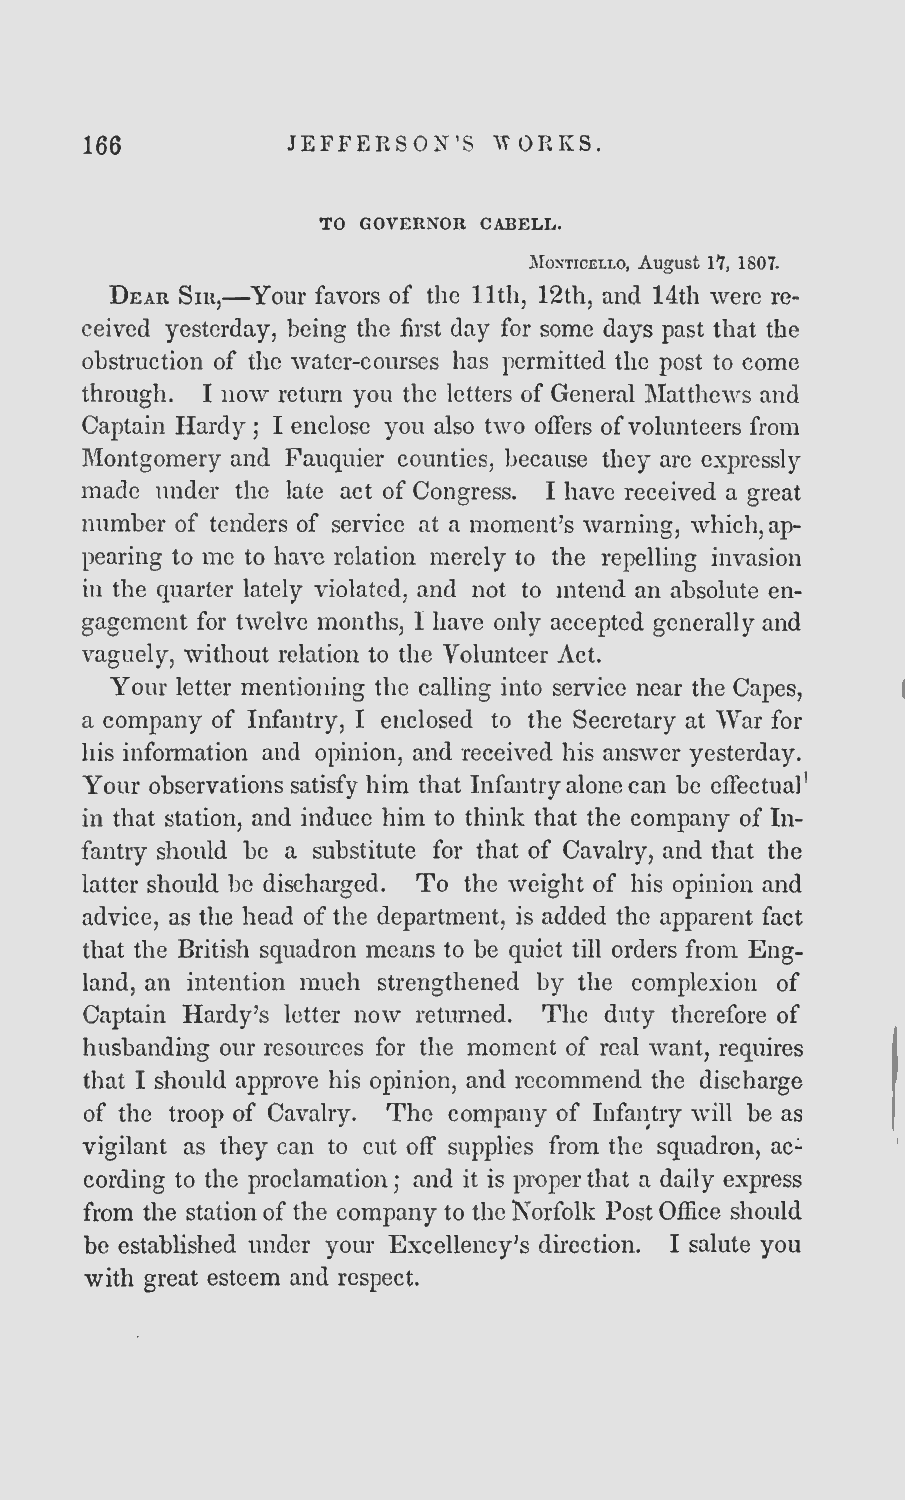 166 JEFFERSON'S WORKS.
TO GOVERNOR CABELL.
MONTICELLO, August 17, 1807.
DEAR SIR,—Your favors of the 11th, 12th, and 14th were re-
ceived yesterday, being the first day for some days past that the
obstruction of the water-courses has permitted the post to come
through. I now return you the letters of General Matthews and
Captain Hardy; I enclose you also two offers of volunteers from
Montgomery and Fauquier counties, because they are expressly
made under the late act of Congress. I have received a great
number of tenders of service at a moment's warning, which, ap-
pearing to me to have relation merely to the repelling invasion
in the quarter lately violated, and not to intend an absolute en-
gagement for twelve months, I have only accepted generally and
vaguely, without relation to the Volunteer Act.
Your letter mentioning the calling into service near the Capes,
a company of Infantry, I enclosed to the Secretary at War for
his information and opinion, and received his answer yesterday.
Your observations satisfy him that Infantry alone can be effectual
in that station, and induce him to think that the company of In-
fantry should be a substitute for that of Cavalry, and that the
latter should be discharged. To the weight of his opinion and
advice, as the head of the department, is added the apparent fact
that the British squadron means to be quiet till orders from Eng-
land, an intention much strengthened by the complexion of
Captain Hardy's letter now returned. The duty therefore of
husbanding our resources for the moment of real want, requires
that I should approve his opinion, and recommend the discharge
of the troop of Cavalry. The company of Infantry will be as
vigilant as they can to cut off supplies from the squadron, ac-
cording to the proclamation; and it is proper that a daily express
from the station of the company to the Norfolk Post Office should
be established under your Excellency's direction. I salute you
with great esteem and respect.